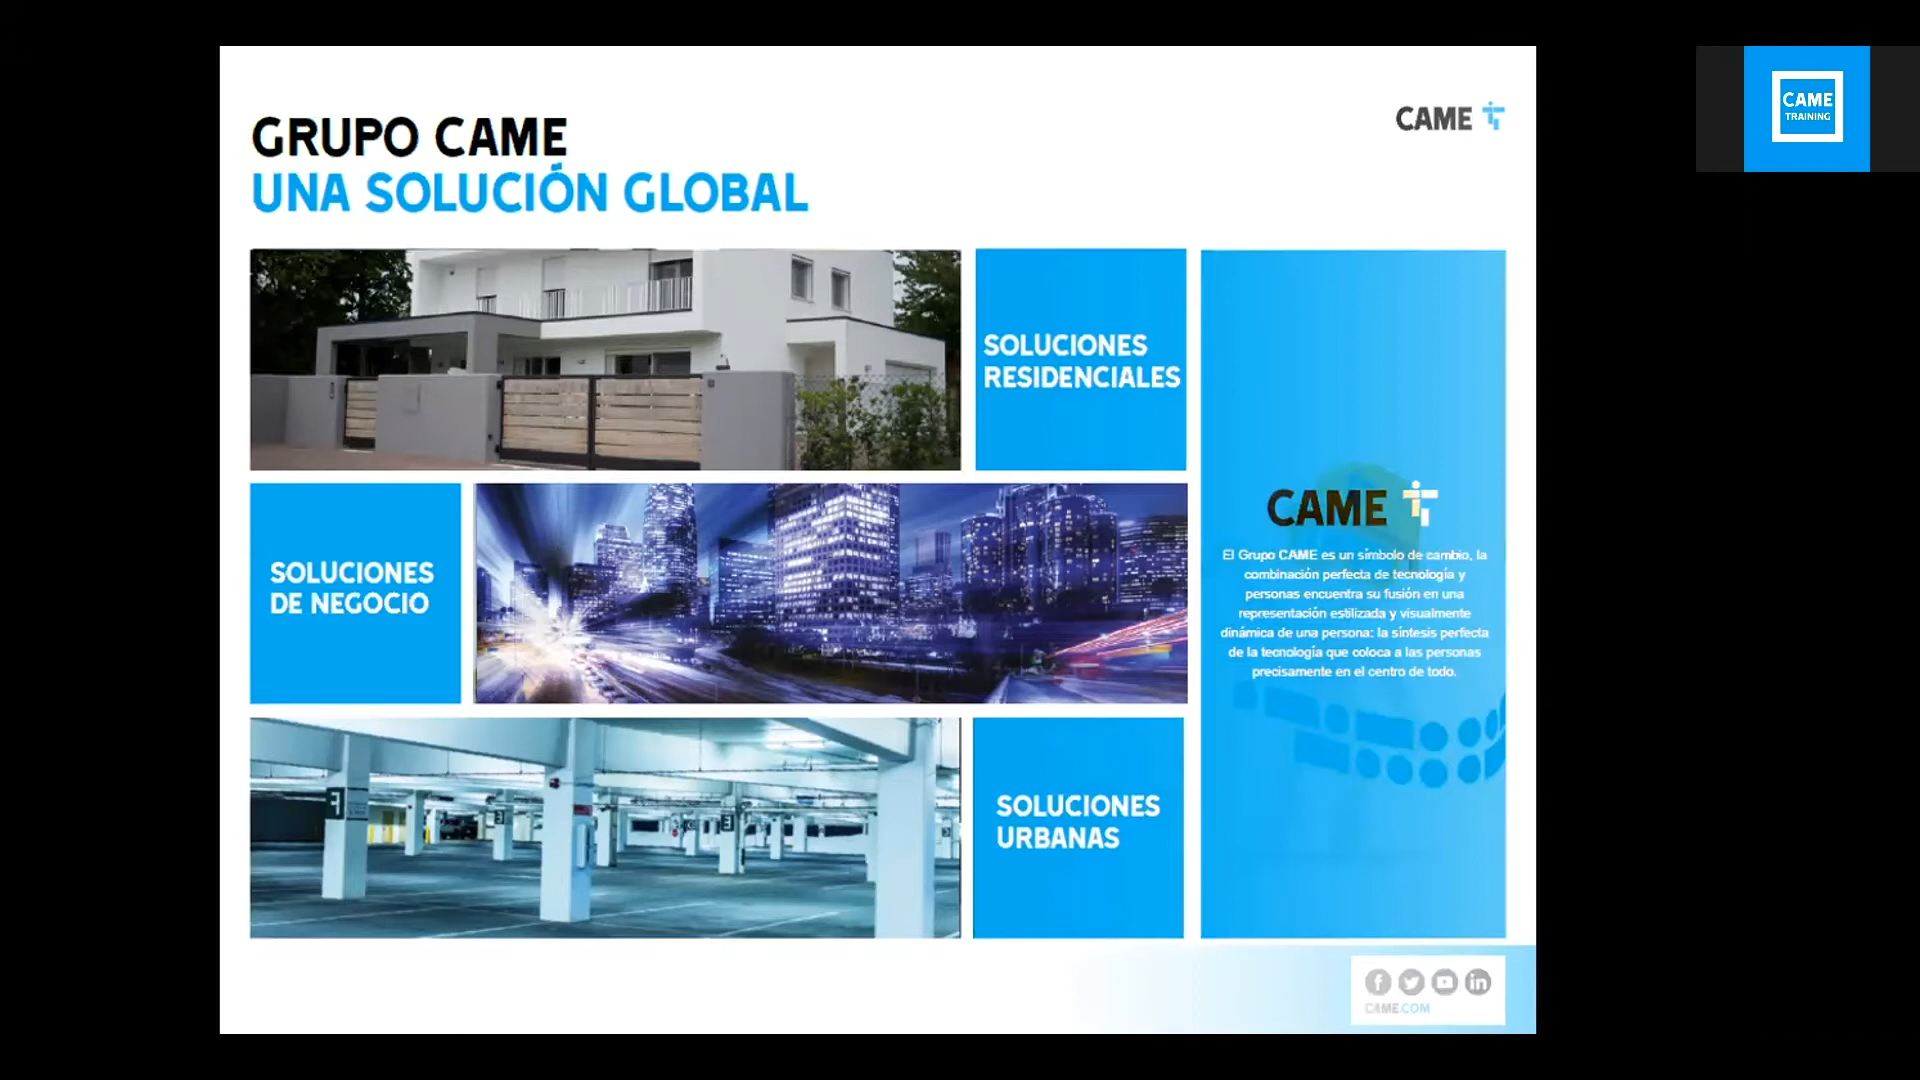 GRUPO CAME
UNA SOLUCIÓN GLOBAL
CAME
CAME
TRAINING
SOLUCIONES
RESIDENCIALES
SOLUCIONES
DE NEGOCIO
SOLUCIONES
URBANAS
CAME
El Grupo CAME es un símbolo de cambio, la
combinación perfecta de tecnología y
personas encuentra su fusión en una
representación estilizada y visualmente
dinámica de una persona: la síntesis perfecta
de la tecnología que coloca a las personas
precisamente en el centro de todo.
CAME.COM